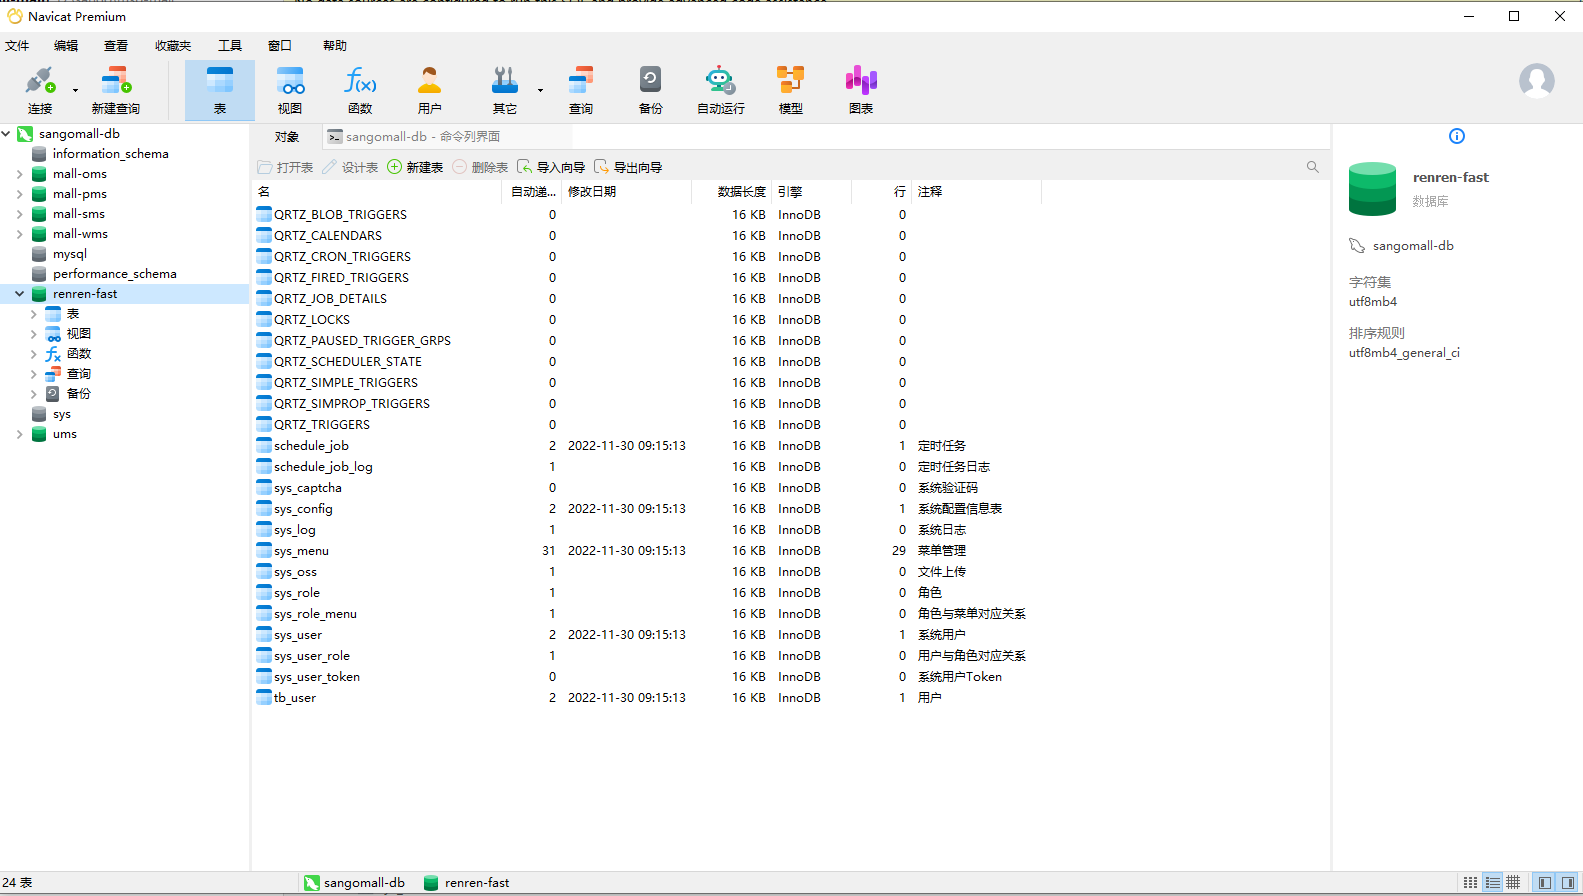 Navicat Premium
文件 编辑 查看 收藏夹 工具 窗口 帮助
连接 新建查询 表 视图 函数 用户 其它 查询 备份 自动运行 模型 图表
sangomall-db
information_schema
mall-oms
mall-pms
mall-sms
mall-wms
mysql
performance_schema
renren-fast
表
视图
函数
查询
备份
sys
ums
对象 sangomall-db - 命令列界面
打开表 设计表 新建表 删除表 导入向导 导出向导
名 自动递... 修改日期 数据长度 引擎 行 注释
QRTZ_BLOB_TRIGGERS 0 16 KB InnoDB 0
QRTZ_CALENDARS 0 16 KB InnoDB 0
QRTZ_CRON_TRIGGERS 0 16 KB InnoDB 0
QRTZ_FIRED_TRIGGERS 0 16 KB InnoDB 0
QRTZ_JOB_DETAILS 0 16 KB InnoDB 0
QRTZ_LOCKS 0 16 KB InnoDB 0
QRTZ_PAUSED_TRIGGER_GRPS 0 16 KB InnoDB 0
QRTZ_SCHEDULER_STATE 0 16 KB InnoDB 0
QRTZ_SIMPLE_TRIGGERS 0 16 KB InnoDB 0
QRTZ_SIMPROP_TRIGGERS 0 16 KB InnoDB 0
QRTZ_TRIGGERS 0 16 KB InnoDB 0
schedule_job 2 2022-11-30 09:15:13 16 KB InnoDB 1 定时任务
schedule_job_log 1 16 KB InnoDB 0 定时任务日志
sys_captcha 0 16 KB InnoDB 0 系统验证码
sys_config 2 2022-11-30 09:15:13 16 KB InnoDB 1 系统配置信息表
sys_log 1 16 KB InnoDB 0 系统日志
sys_menu 31 2022-11-30 09:15:13 16 KB InnoDB 29 菜单管理
sys_oss 1 16 KB InnoDB 0 文件上传
sys_role 1 16 KB InnoDB 0 角色
sys_role_menu 1 16 KB InnoDB 0 角色与菜单对应关系
sys_user 2 2022-11-30 09:15:13 16 KB InnoDB 1 系统用户
sys_user_role 1 16 KB InnoDB 0 用户与角色对应关系
sys_user_token 0 16 KB InnoDB 0 系统用户Token
tb_user 2 2022-11-30 09:15:13 16 KB InnoDB 1 用户
renren-fast
数据库
sangomall-db
字符集
utf8mb4
排序规则
utf8mb4_general_ci
24 表 sangomall-db renren-fast